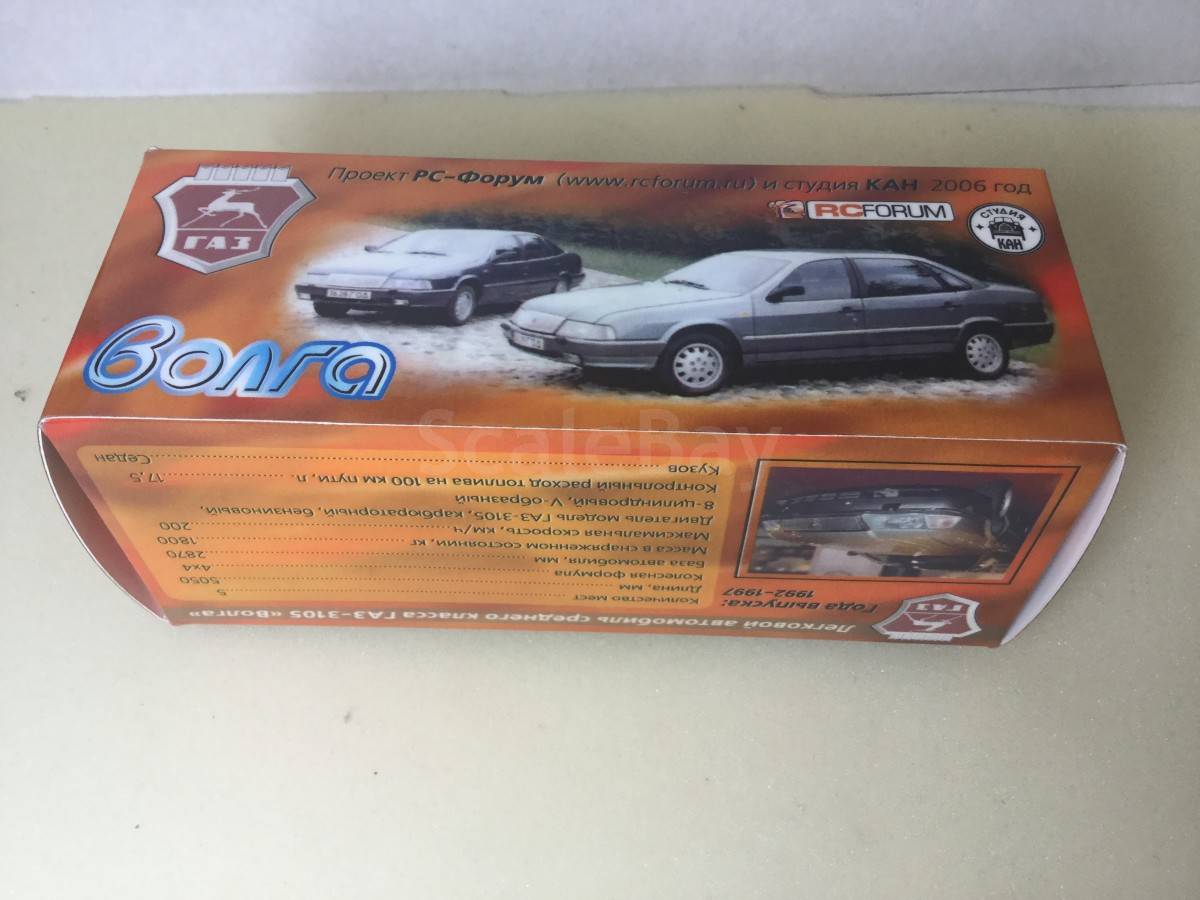 Проект РС-Форум (www.rcforum.ru) и студия КАН 2006 год
RCFORUM
СТУДИЯ
КАН
ГАЗ
Волга
ScaleBay
Легковой автомобиль среднего класса ГАЗ-3105 «Волга»
ГАЗ
Года выпуска:
1992-1997
Количество мест 5
Длина, мм 5050
Колесная формула 4x4
База автомобиля, мм 2870
Масса в снаряженном состоянии, кг 1800
Максимальная скорость, км/ч 200
Двигатель модель ГАЗ-3105, карбюраторный, бензиновый,
8-цилиндровый, V-образный
Контрольный расход топлива на 100 км пути, л. 17,5
Кузов Седан